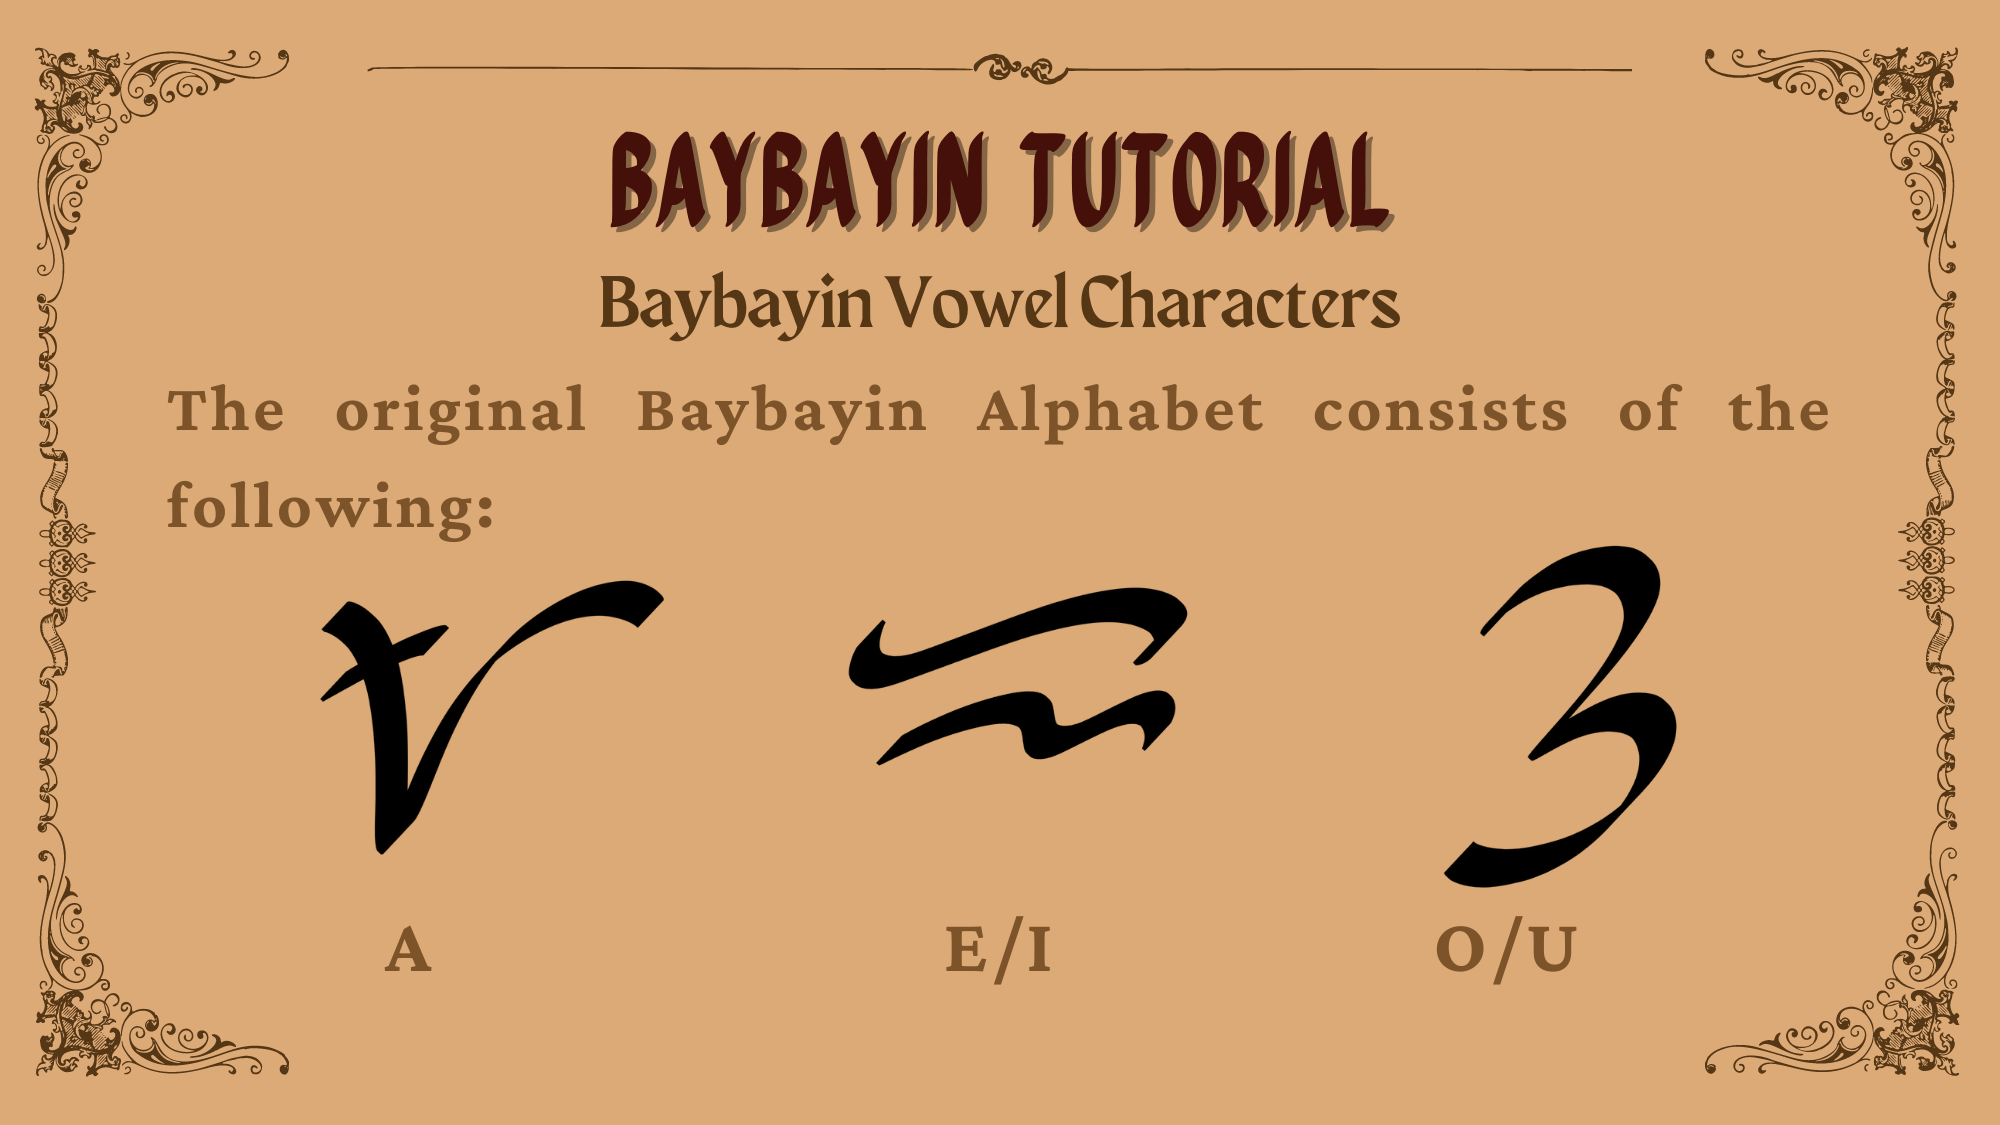 BAYBAYIN TUTORIAL
Baybayin Vowel Characters
The original Baybayin Alphabet consists of the
following:
ᜀ ᜁ ᜂ
A E/I O/U